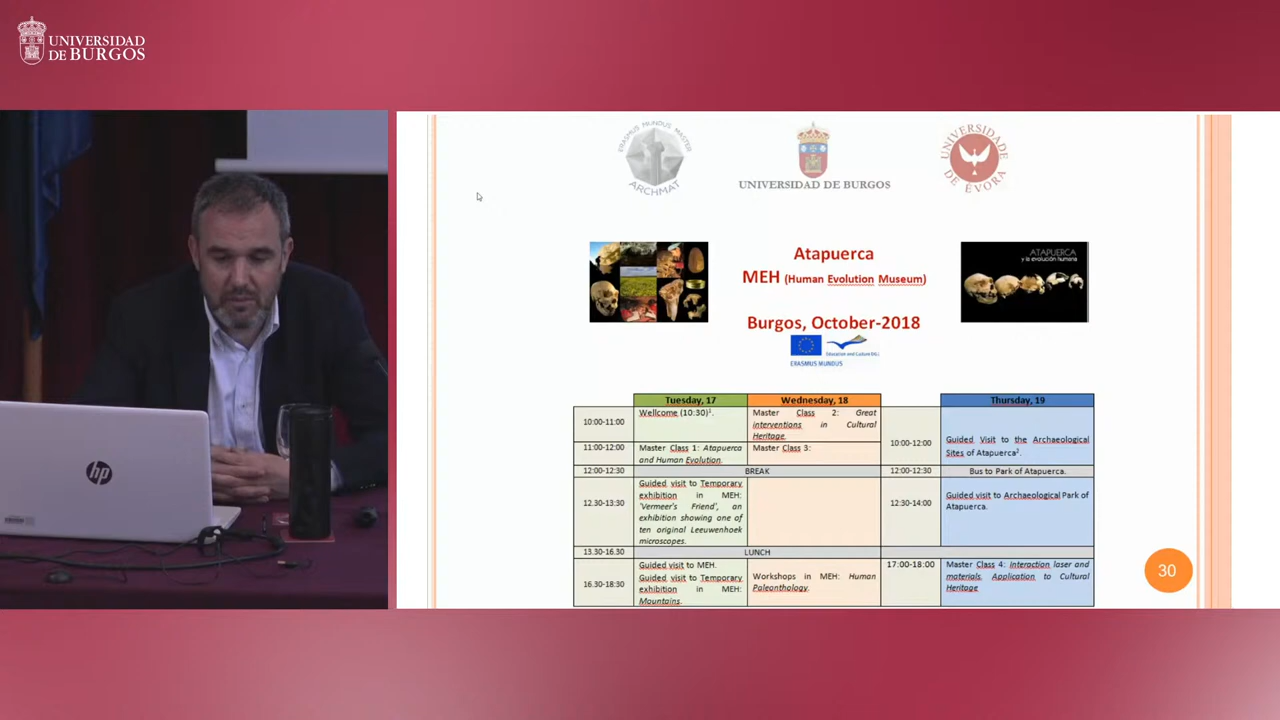 UNIVERSIDAD
DE BURGOS
ERASMUS MUNDUS MASTER
ARCHMAT
UNIVERSIDAD DE BURGOS
UNIVERSIDADE
DE ÉVORA
Atapuerca
MEH (Human Evolution Museum)
Burgos, October-2018
ATAPUERCA
y la evolución humana
Education and Culture DG
ERASMUS MUNDUS
Tuesday, 17
Wednesday, 18
Thursday, 19
10:00-11:00
Wellcome (10:30)¹.
Master Class 2: Great
interventions in Cultural
Heritage.
10:00-12:00
Guided Visit to the Archaeological
Sites of Atapuerca².
11:00-12:00
Master Class 1: Atapuerca
and Human Evolution.
Master Class 3:
12:00-12:30
BREAK
12:00-12:30
Bus to Park of Atapuerca.
12.30-13:30
Guided visit to Temporary
exhibition in MEH:
'Vermeer's Friend', an
exhibition showing one of
ten original Leeuwenhoek
microscopes.
12:30-14:00
Guided visit to Archaeological Park of
Atapuerca.
13.30-16.30
LUNCH
16.30-18:30
Guided visit to MEH.
Guided visit to Temporary
exhibition in MEH:
Mountains.
Workshops in MEH: Human
Paleonthology.
17:00-18:00
Master Class 4: Interaction laser and
materials. Application to Cultural
Heritage
30
hp